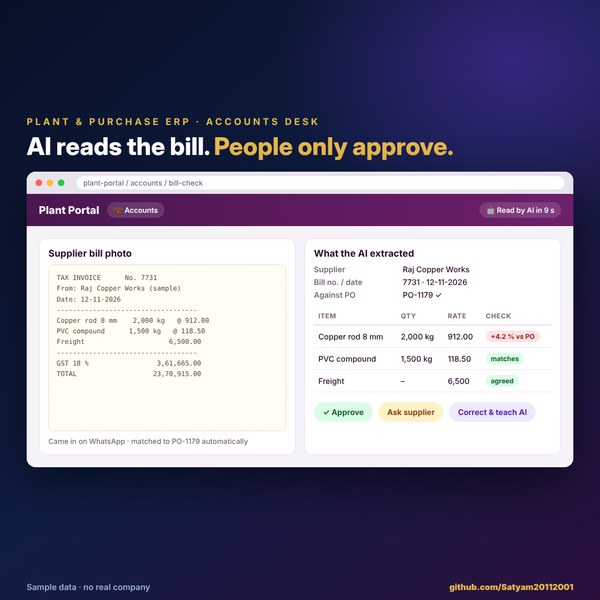 PLANT & PURCHASE ERP · ACCOUNTS DESK
AI reads the bill. People only approve.
plant-portal / accounts / bill-check
Plant Portal
Accounts
Read by AI in 9 s
Supplier bill photo
TAX INVOICE No. 7731
From: Raj Copper Works (sample)
Date: 12-11-2026
----------------------------------
Copper rod 8 mm 2,000 kg @ 912.00
PVC compound 1,500 kg @ 118.50
Freight 6,500.00
----------------------------------
GST 18 % 3,61,665.00
TOTAL 23,70,915.00
Came in on WhatsApp · matched to PO-1179 automatically
What the AI extracted
Supplier Raj Copper Works
Bill no. / date 7731 · 12-11-2026
Against PO PO-1179 ✓
ITEM QTY RATE CHECK
Copper rod 8 mm 2,000 kg 912.00 +4.2 % vs PO
PVC compound 1,500 kg 118.50 matches
Freight – 6,500 agreed
✓ Approve Ask supplier Correct & teach AI
Sample data · no real company
github.com/Satyam20112001